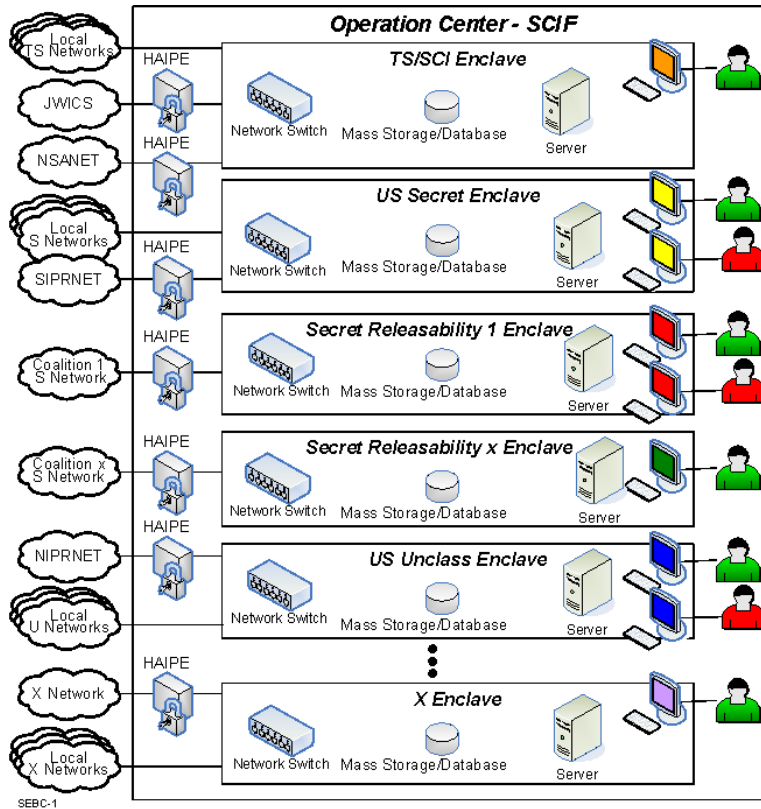 Operation Center - SCIF
Local
TS Networks
HAIPE
TS/SCI Enclave
JWICS
Network Switch
Mass Storage/Database
Server
NSANET
HAIPE
US Secret Enclave
Local
S Networks
Network Switch
Mass Storage/Database
Server
HAIPE
SIPRNET
Secret Releasability 1 Enclave
HAIPE
Coalition 1
S Network
Network Switch
Mass Storage/Database
Server
Secret Releasability x Enclave
HAIPE
Coalition x
S Network
Network Switch
Mass Storage/Database
Server
HAIPE
NIPRNET
US Unclass Enclave
Local
U Networks
Network Switch
Mass Storage/Database
Server
HAIPE
X Network
X Enclave
Network Switch
Mass Storage/Database
Server
Local
X Networks
SEBC-1